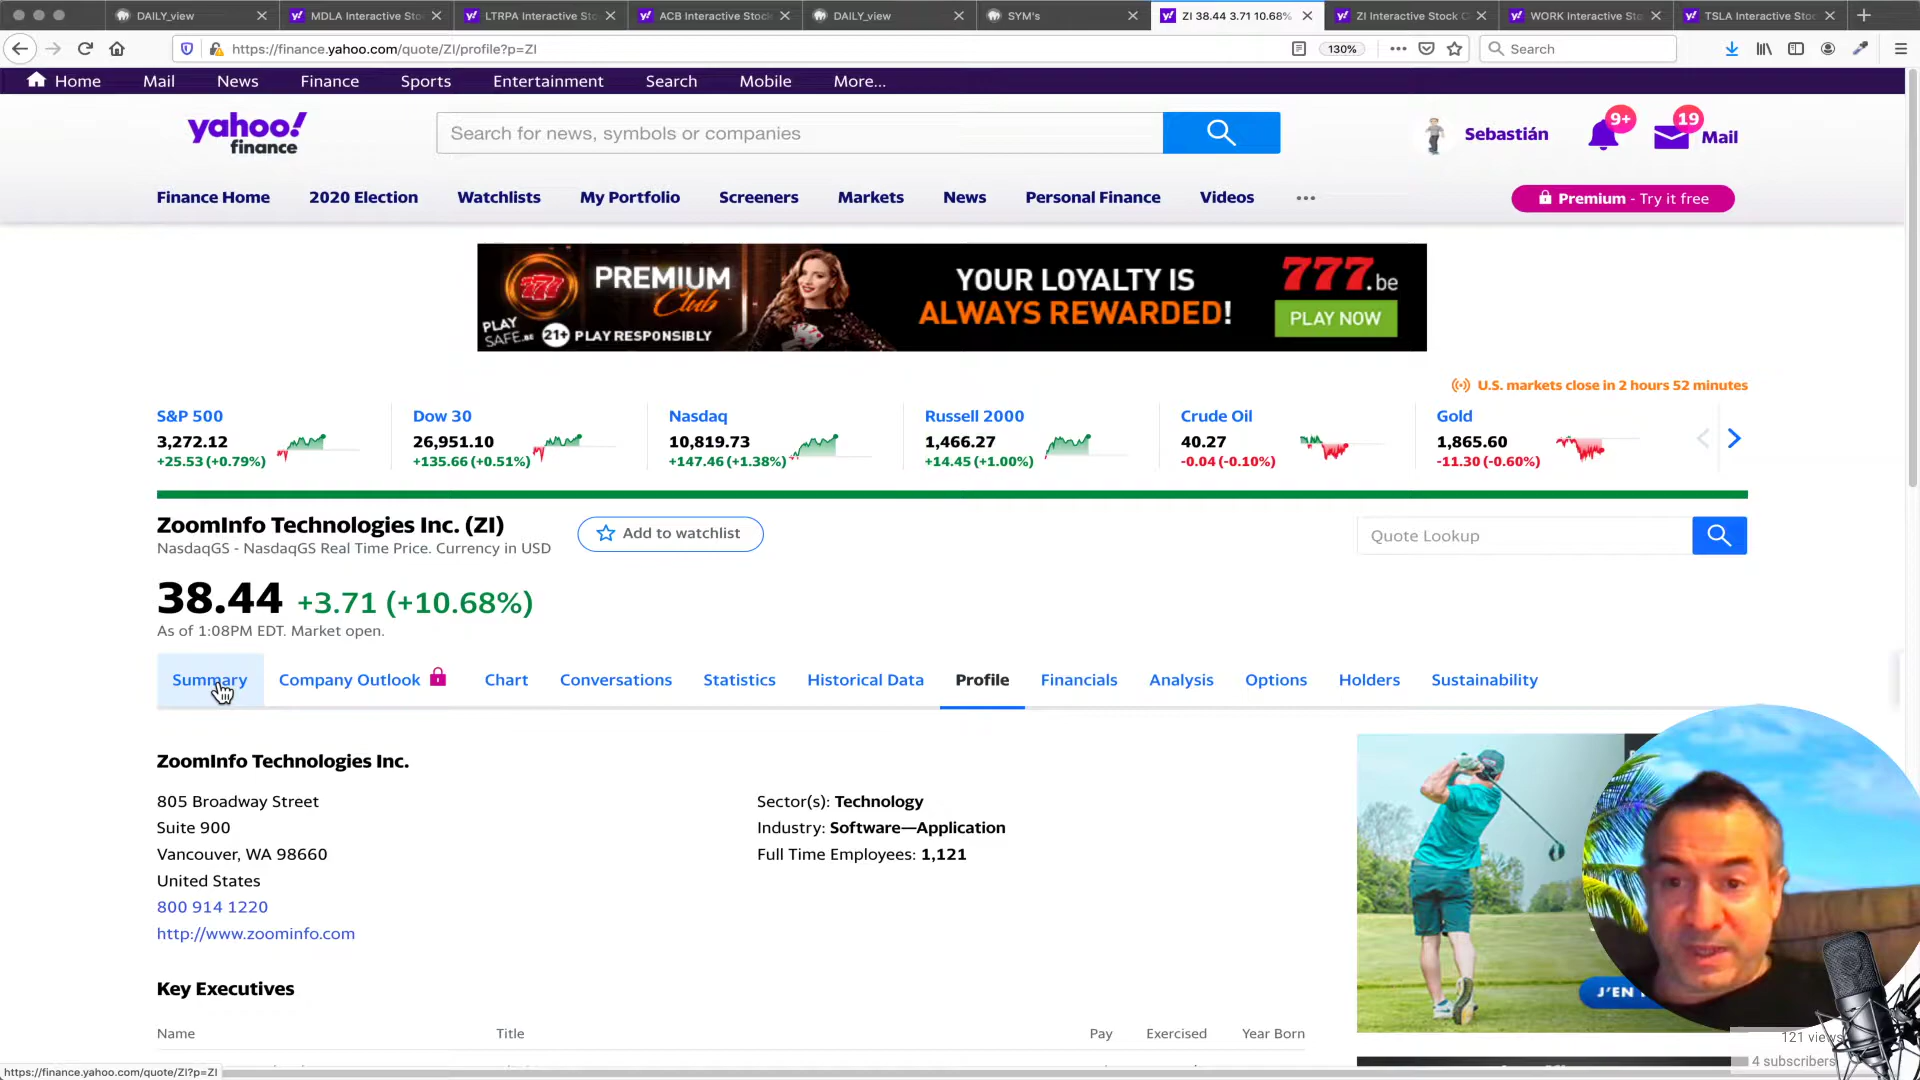 DAILY_view
MDLA Interactive Sto
LTRPA Interactive S
ACB Interactive Stock
DAILY_view
SYM's
ZI 38.44 3.71 10.68%
ZI Interactive Stock C
WORK Interactive Sto
TSLA Interactive Stoc
https://finance.yahoo.com/quote/ZI/profile?p=ZI
130%
Search
Home Mail News Finance Sports Entertainment Search Mobile More...
yahoo!
finance
Search for news, symbols or companies
Sebastián
9+
19
Mail
Finance Home 2020 Election Watchlists My Portfolio Screeners Markets News Personal Finance Videos
Premium - Try it free
PREMIUM
Club
777
PLAY
SAFE.BE
21+ PLAY RESPONSIBLY
YOUR LOYALTY IS
ALWAYS REWARDED!
777.be
PLAY NOW
U.S. markets close in 2 hours 52 minutes
S&P 500
3,272.12
+25.53 (+0.79%)
Dow 30
26,951.10
+135.66 (+0.51%)
Nasdaq
10,819.73
+147.46 (+1.38%)
Russell 2000
1,466.27
+14.45 (+1.00%)
Crude Oil
40.27
-0.04 (-0.10%)
Gold
1,865.60
-11.30 (-0.60%)
ZoomInfo Technologies Inc. (ZI)
NasdaqGS - NasdaqGS Real Time Price. Currency in USD
Add to watchlist
Quote Lookup
38.44 +3.71 (+10.68%)
As of 1:08PM EDT. Market open.
Summary Company Outlook Chart Conversations Statistics Historical Data Profile Financials Analysis Options Holders Sustainability
ZoomInfo Technologies Inc.
805 Broadway Street
Suite 900
Vancouver, WA 98660
United States
800 914 1220
http://www.zoominfo.com
Sector(s): Technology
Industry: Software—Application
Full Time Employees: 1,121
J'EN
Key Executives
Name Title Pay Exercised Year Born
121 views
4 subscribers
https://finance.yahoo.com/quote/ZI?p=ZI